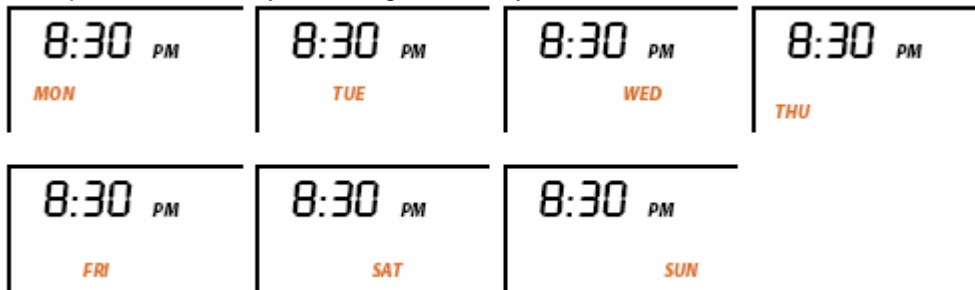 8:30 PM 8:30 PM 8:30 PM 8:30 PM
MON TUE WED
THU
8:30 PM 8:30 PM 8:30 PM
FRI SAT SUN